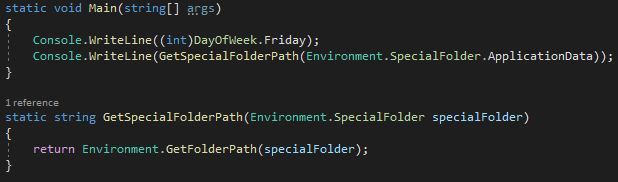 static void Main(string[] args)
{
    Console.WriteLine((int)DayOfWeek.Friday);
    Console.WriteLine(GetSpecialFolderPath(Environment.SpecialFolder.ApplicationData));
}
1 reference
static string GetSpecialFolderPath(Environment.SpecialFolder specialFolder)
{
    return Environment.GetFolderPath(specialFolder);
}